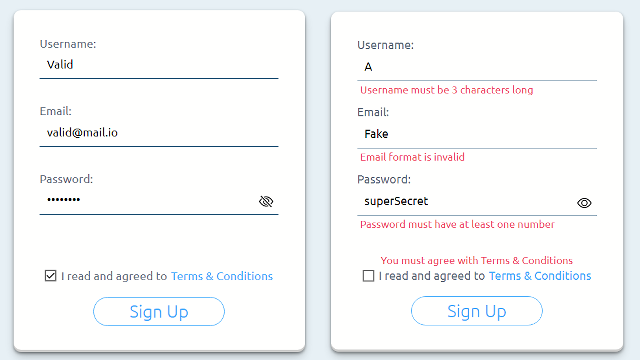 Username:
Valid
Email:
valid@mail.io
Password:
••••••••
I read and agreed to Terms & Conditions
Sign Up
Username:
A
Username must be 3 characters long
Email:
Fake
Email format is invalid
Password:
superSecret
Password must have at least one number
You must agree with Terms & Conditions
I read and agreed to Terms & Conditions
Sign Up